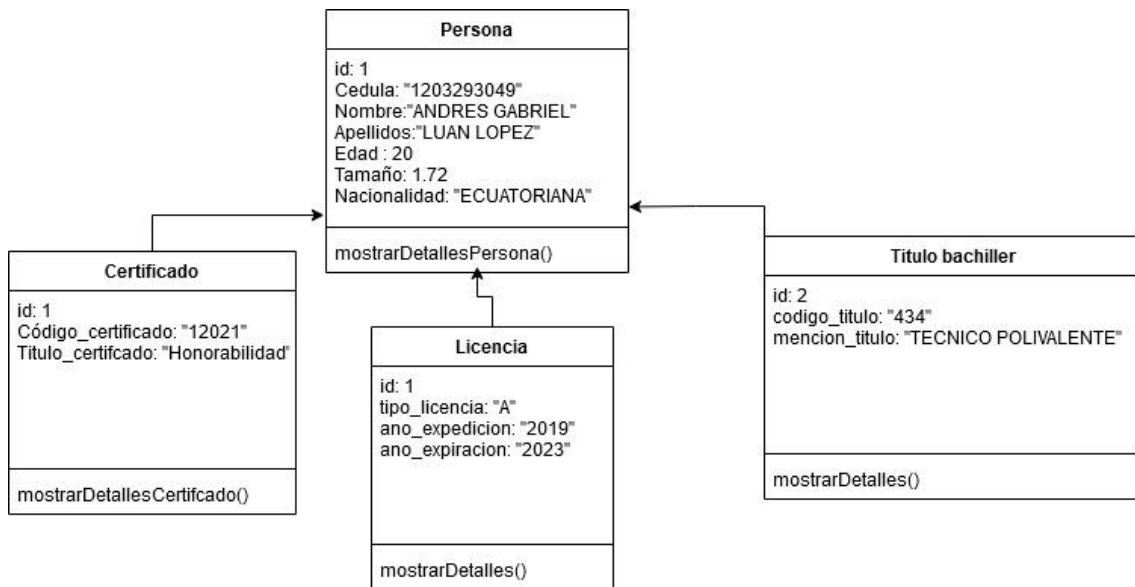 Persona
id: 1
Cedula: "1203293049"
Nombre:"ANDRES GABRIEL"
Apellidos:"LUAN LOPEZ"
Edad : 20
Tamaño: 1.72
Nacionalidad: "ECUATORIANA"
mostrarDetallesPersona()
Certificado
id: 1
Código_certificado: "12021"
Titulo_certifcado: "Honorabilidad"
mostrarDetallesCertifcado()
Licencia
id: 1
tipo_licencia: "A"
ano_expedicion: "2019"
ano_expiracion: "2023"
mostrarDetalles()
Titulo bachiller
id: 2
codigo_titulo: "434"
mencion_titulo: "TECNICO POLIVALENTE"
mostrarDetalles()